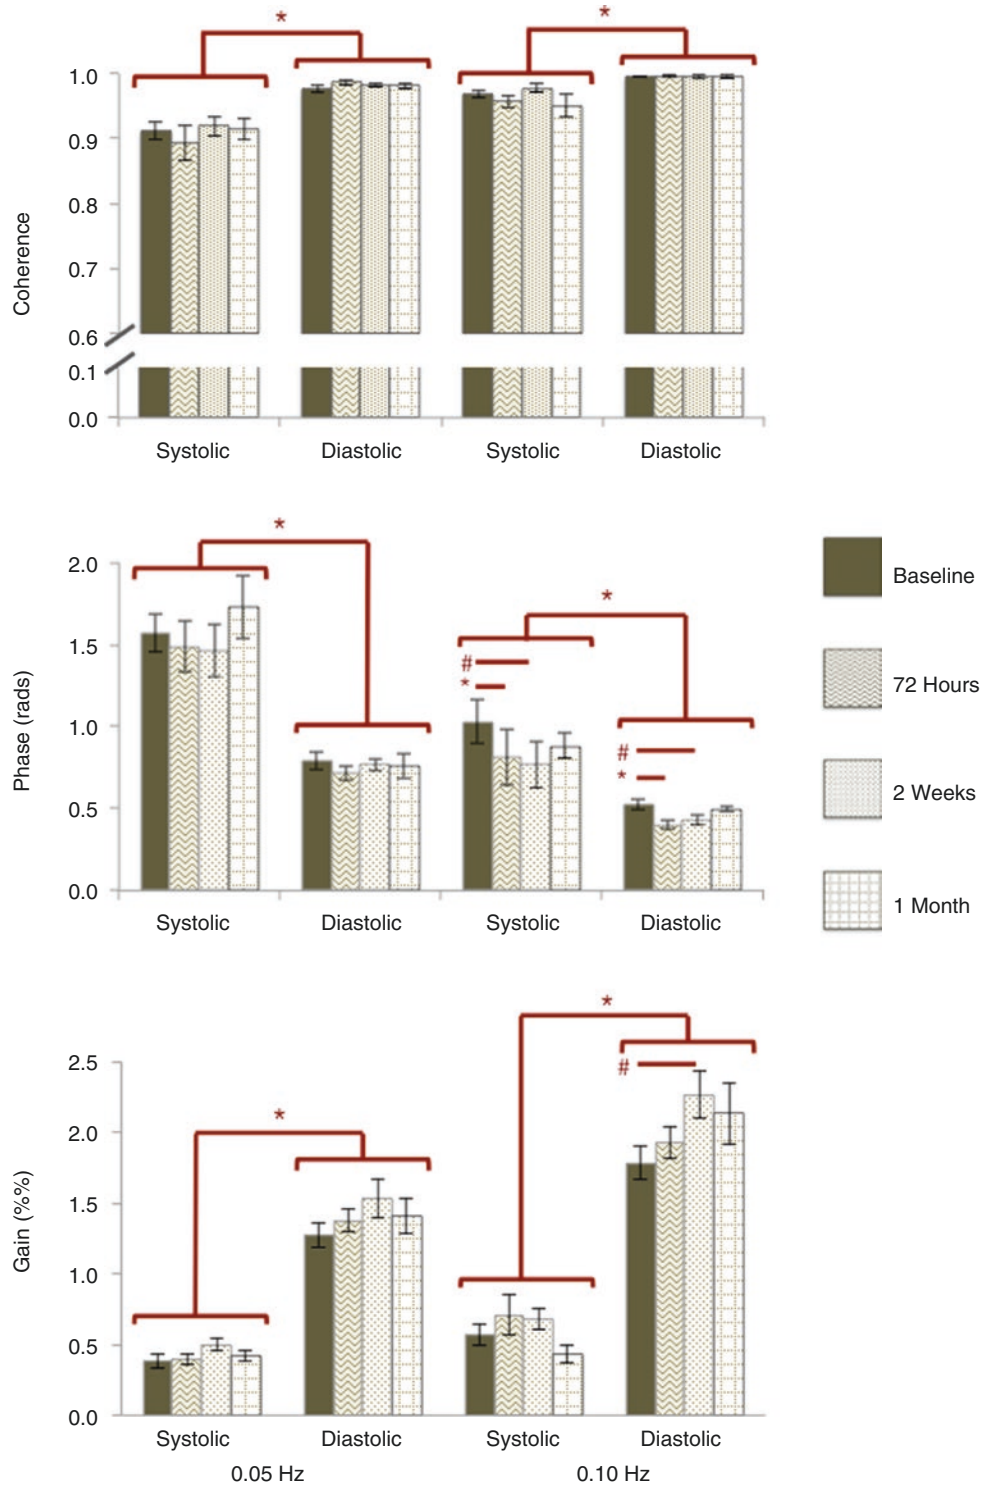 *
*
1.0
0.9
0.8
0.7
0.6
0.1
0.0
Coherence
Systolic
Diastolic
Systolic
Diastolic
*
*
2.0
1.5
1.0
0.5
0.0
Phase (rads)
#
*
#
*
Systolic
Diastolic
Systolic
Diastolic
Baseline
72 Hours
2 Weeks
1 Month
*
*
#
2.5
2.0
1.5
1.0
0.5
0.0
Gain (%%)
Systolic
Diastolic
Systolic
Diastolic
0.05 Hz
0.10 Hz